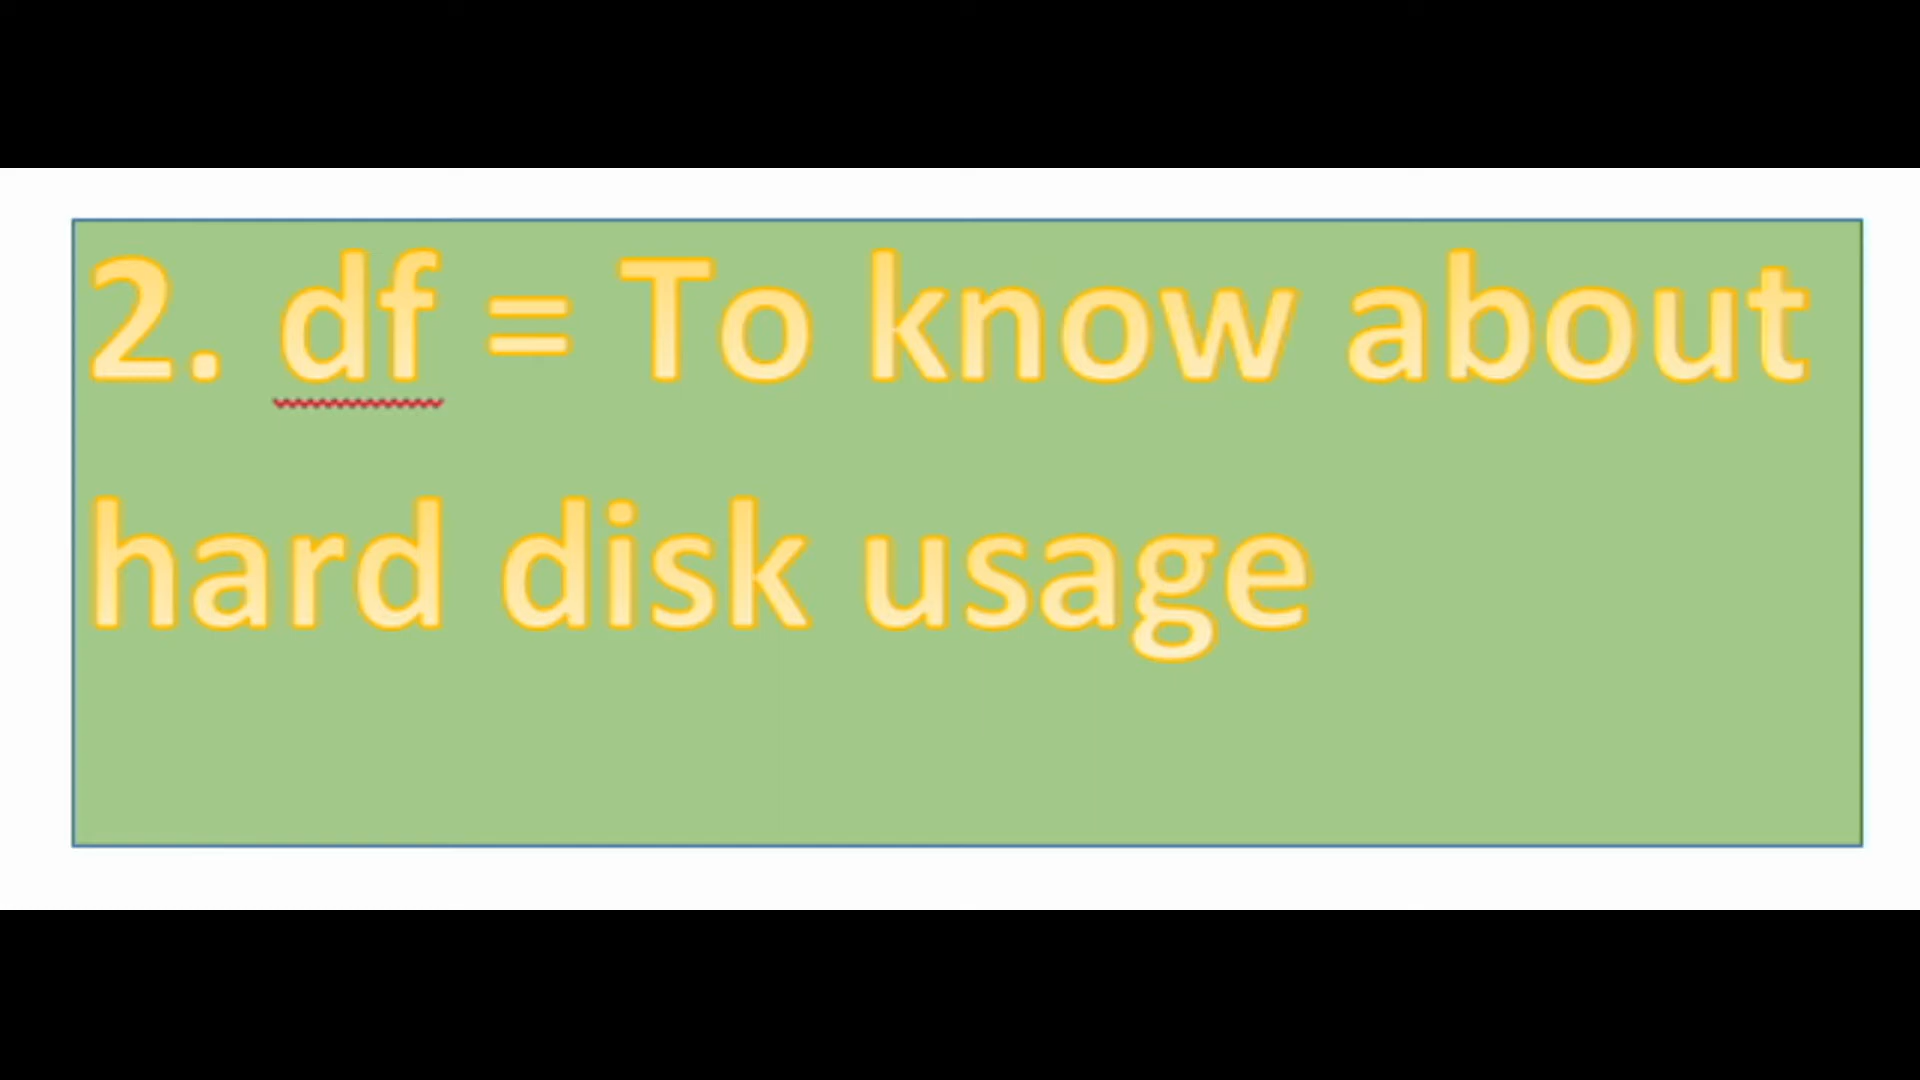 2. df = To know about
hard disk usage